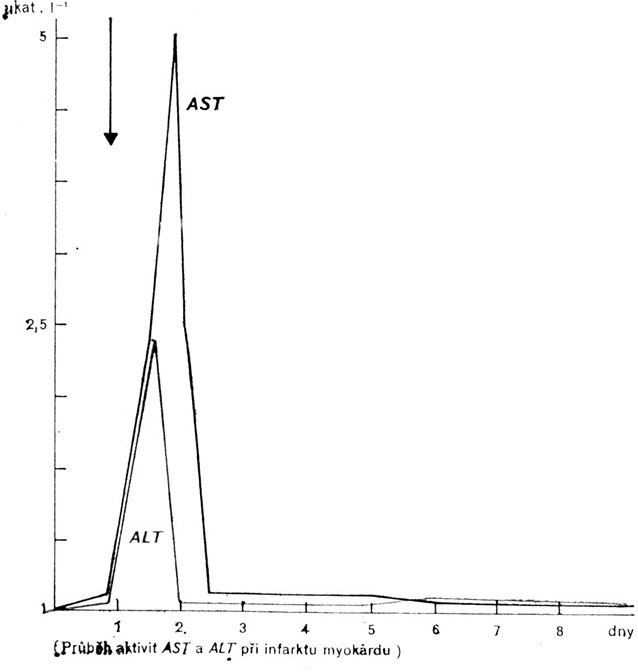 µkat . l⁻¹
5
AST
2,5
ALT
1
1 2. 3 4 5 6 7 8 dny
(Průběh aktivit AST a ALT při infarktu myokárdu )